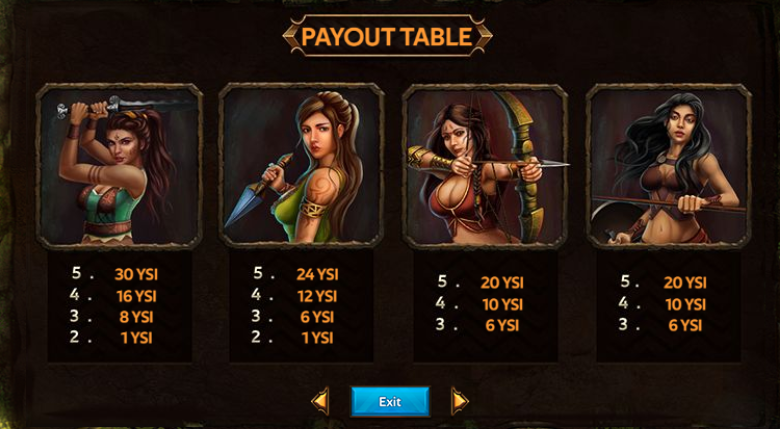 PAYOUT TABLE
5 . 30 YSI
4 . 16 YSI
3 . 8 YSI
2 . 1 YSI
5 . 24 YSI
4 . 12 YSI
3 . 6 YSI
2 . 1 YSI
5 . 20 YSI
4 . 10 YSI
3 . 6 YSI
5 . 20 YSI
4 . 10 YSI
3 . 6 YSI
Exit